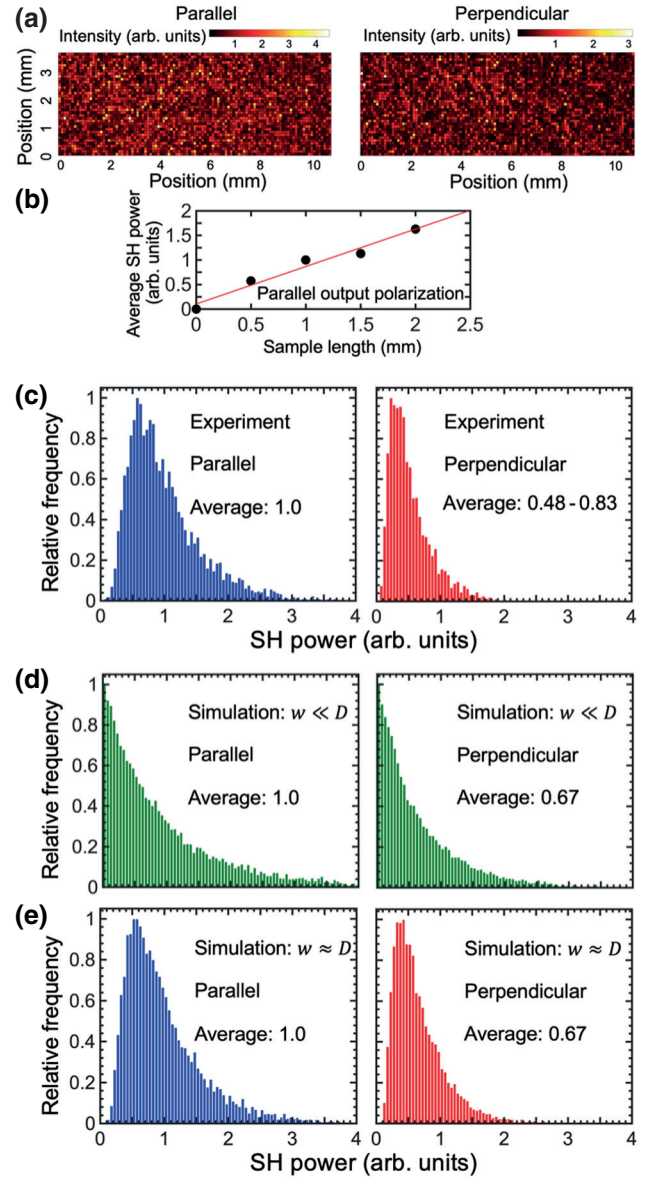 (a)
Parallel
Perpendicular
Intensity (arb. units) 1 2 3 4
Intensity (arb. units) 1 2 3
Position (mm)
3
2
1
0
0 2 4 6 8 10
0 2 4 6 8 10
Position (mm)
Position (mm)
(b)
Average SH power
(arb. units)
2
1.5
1
0.5
0
Parallel output polarization
0 0.5 1 1.5 2 2.5
Sample length (mm)
(c)
Relative frequency
1
0.8
0.6
0.4
0.2
0
Experiment
Parallel
Average: 1.0
Experiment
Perpendicular
Average: 0.48 - 0.83
0 1 2 3 4
0 1 2 3 4
SH power (arb. units)
(d)
Relative frequency
1
0.8
0.6
0.4
0.2
0
Simulation: w ≪ D
Parallel
Average: 1.0
Simulation: w ≪ D
Perpendicular
Average: 0.67
(e)
Relative frequency
1
0.8
0.6
0.4
0.2
0
Simulation: w ≈ D
Parallel
Average: 1.0
Simulation: w ≈ D
Perpendicular
Average: 0.67
0 1 2 3 4
0 1 2 3 4
SH power (arb. units)